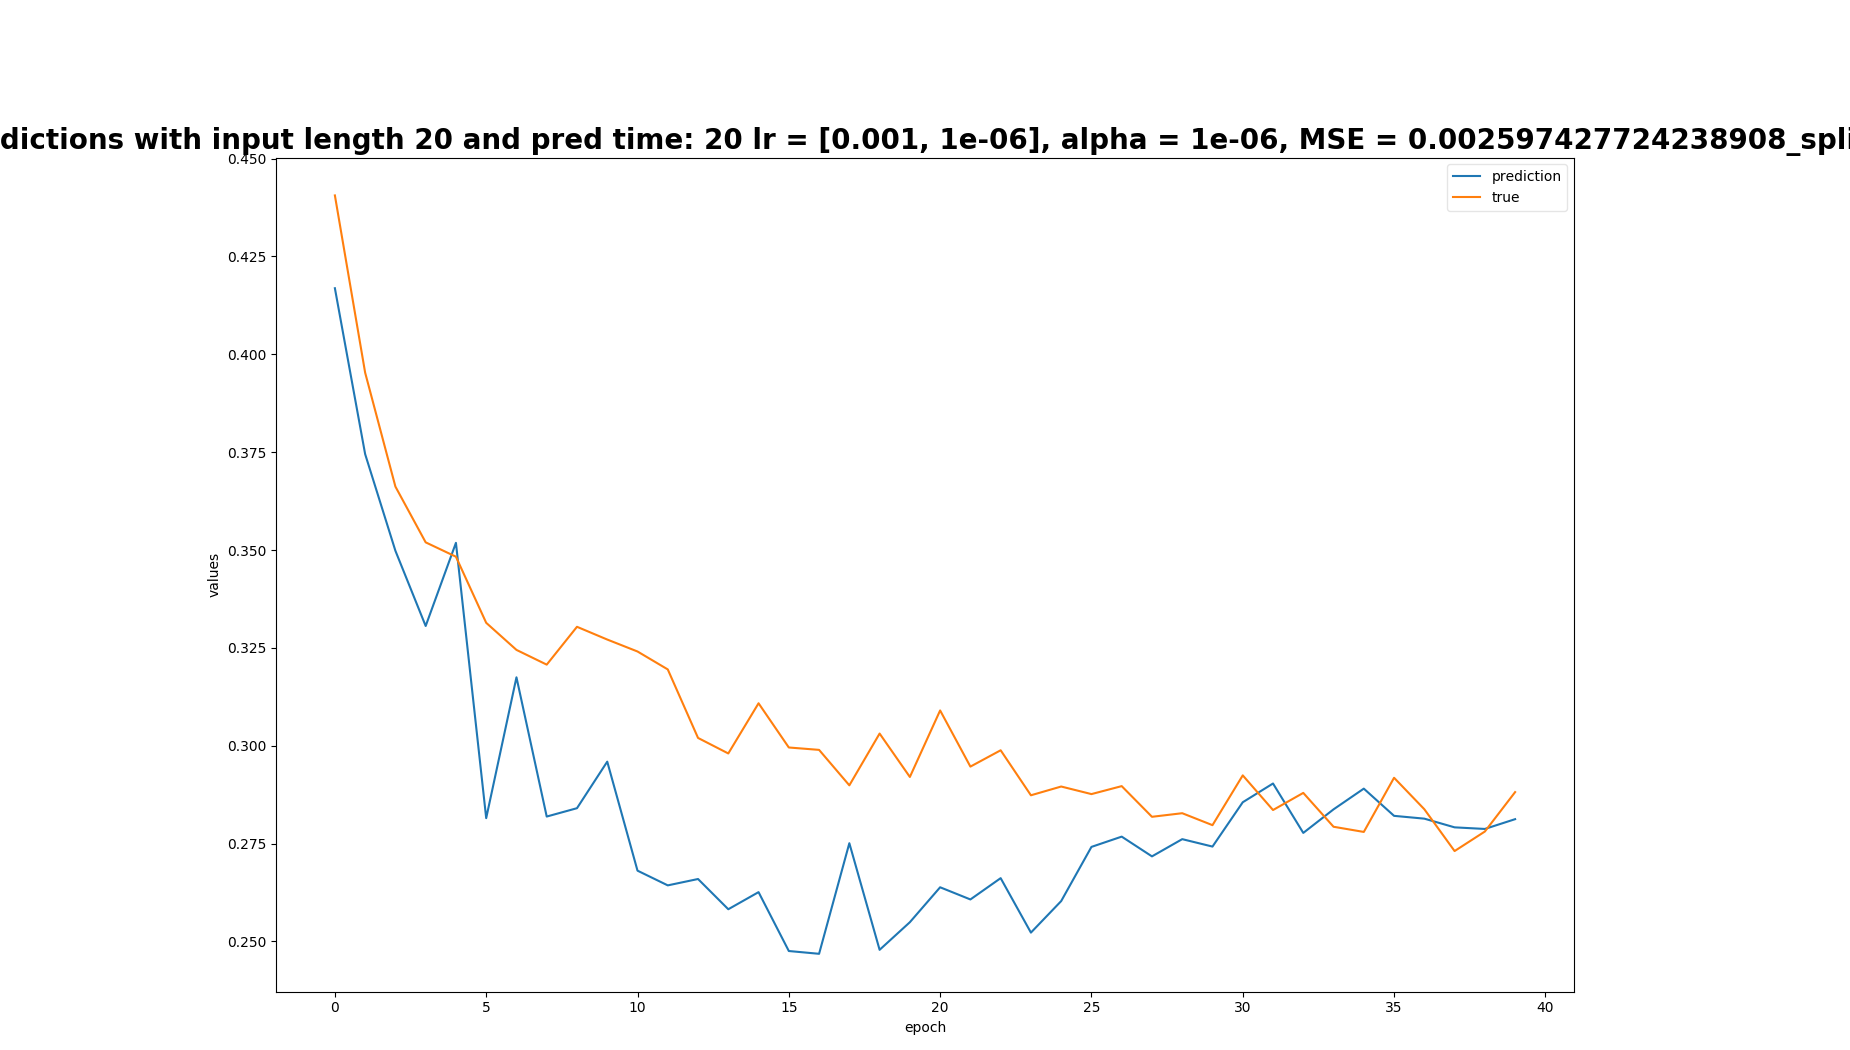 dictions with input length 20 and pred time: 20 lr = [0.001, 1e-06], alpha = 1e-06, MSE = 0.002597427724238908_spli
prediction
true
0.450
0.425
0.400
0.375
0.350
0.325
0.300
0.275
0.250
values
0 5 10 15 20 25 30 35 40
epoch